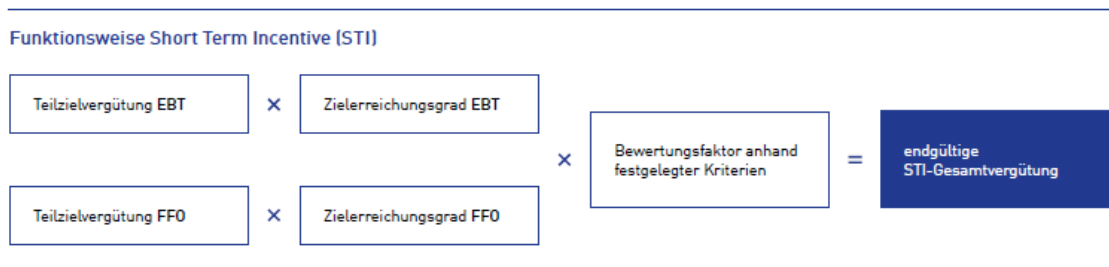 Funktionsweise Short Term Incentive (STI)
Teilzielvergütung EBT × Zielerreichungsgrad EBT
× Bewertungsfaktor anhand
festgelegter Kriterien = endgültige
STI-Gesamtvergütung
Teilzielvergütung FFO × Zielerreichungsgrad FFO